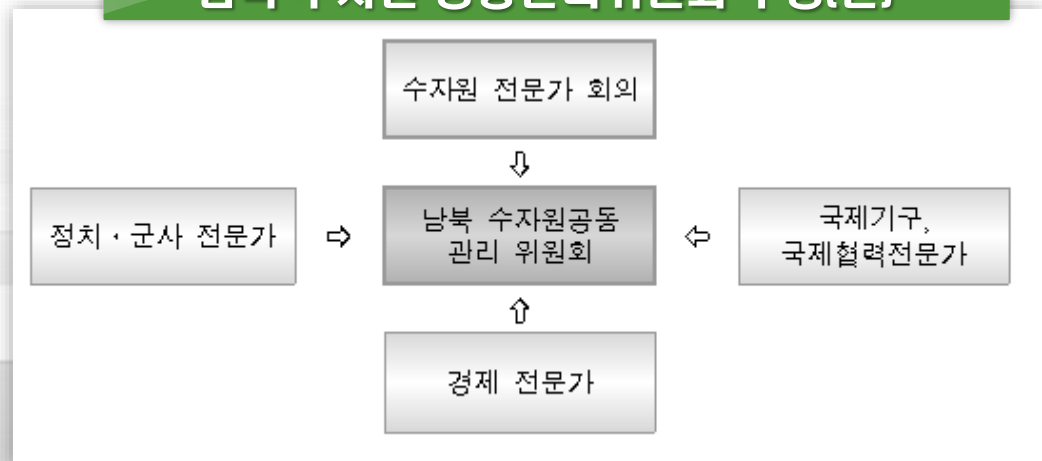 수자원 전문가 회의
정치·군사 전문가
남북 수자원공동
관리 위원회
국제기구,
국제협력전문가
경제 전문가